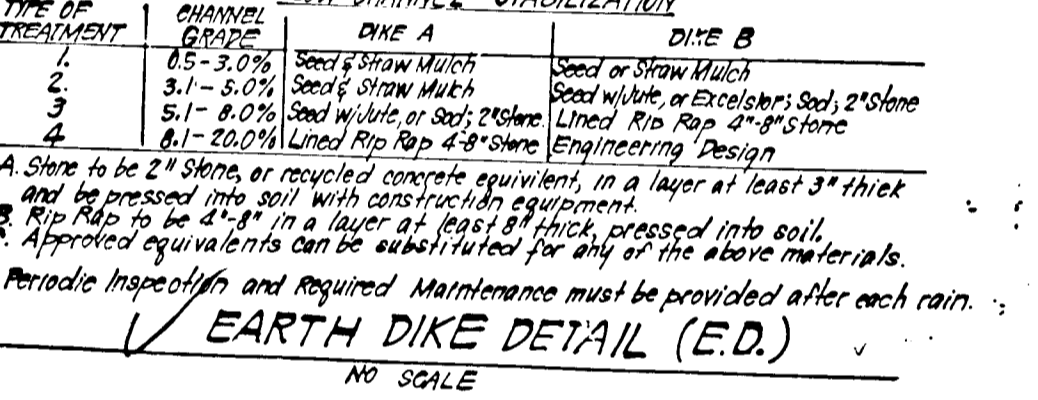 CHANNEL STABILIZATION
TYPE OF TREATMENT | CHANNEL GRADE | DIKE A | DIKE B
1. | 0.5-3.0% | Seed & Straw Mulch | Seed or Straw Mulch
2. | 3.1-5.0% | Seed & Straw Mulch | Seed w/Jute, or Excelsior; Sod; 2" Stone
3 | 5.1-8.0% | Seed w/Jute, or Sod; 2" Stone. | Lined Rip Rap 4"-8" Stone
4 | 8.1-20.0% | Lined Rip Rap 4-8" Stone | Engineering Design
A. Stone to be 2" Stone, or recycled concrete equivilent, in a layer at least 3" thick
and be pressed into soil with construction equipment.
B. Rip Rap to be 4"-8" in a layer at least 8" thick, pressed into soil.
. Approved equivalents can be substituted for any of the above materials.
Periodic Inspection and Required Maintenance must be provided after each rain.
EARTH DIKE DETAIL (E.D.)
NO SCALE